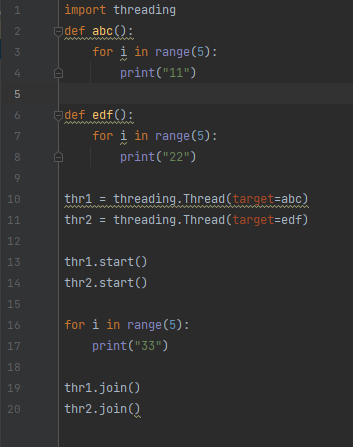 1 import threading
2 def abc():
3     for i in range(5):
4         print("11")
5
6 def edf():
7     for i in range(5):
8         print("22")
9
10 thr1 = threading.Thread(target=abc)
11 thr2 = threading.Thread(target=edf)
12
13 thr1.start()
14 thr2.start()
15
16 for i in range(5):
17     print("33")
18
19 thr1.join()
20 thr2.join()